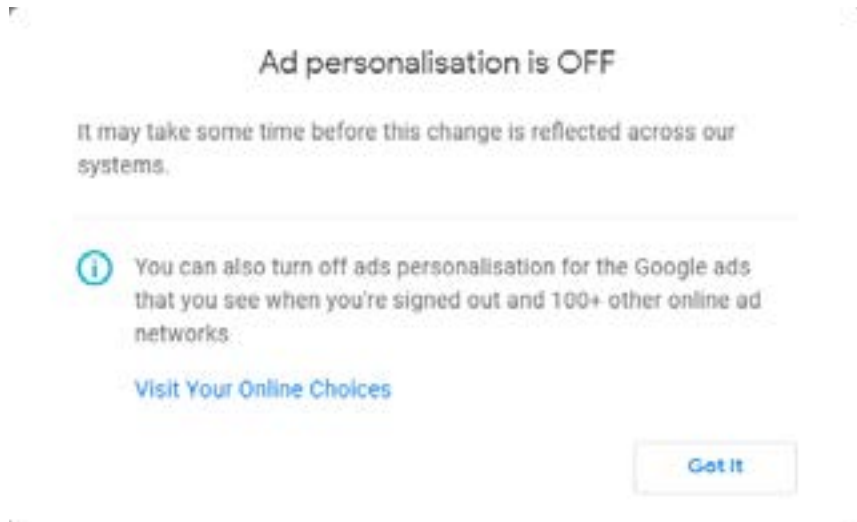 Ad personalisation is OFF
It may take some time before this change is reflected across our
systems.
You can also turn off ads personalisation for the Google ads
that you see when you're signed out and 100+ other online ad
networks
Visit Your Online Choices
Got It